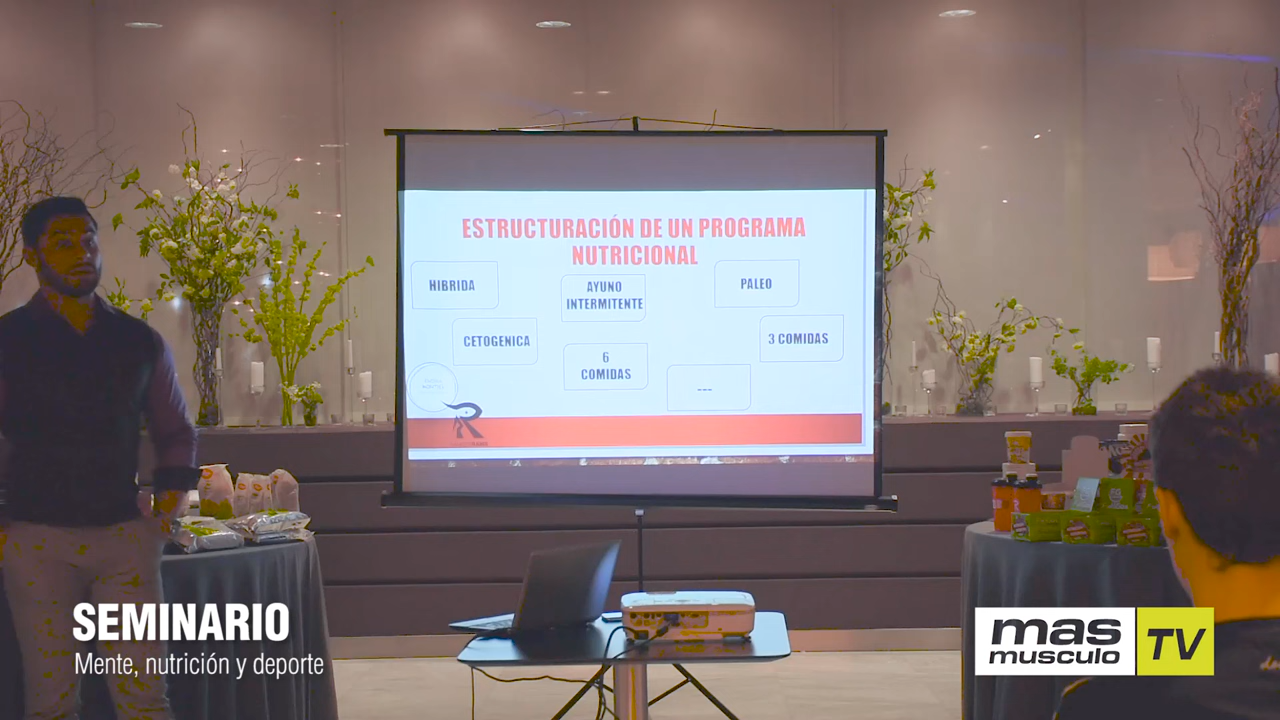 ESTRUCTURACIÓN DE UN PROGRAMA
NUTRICIONAL
HIBRIDA
AYUNO
INTERMITENTE
PALEO
CETOGENICA
6
COMIDAS
3 COMIDAS
---
R
SEMINARIO
Mente, nutrición y deporte
mas
musculo
TV